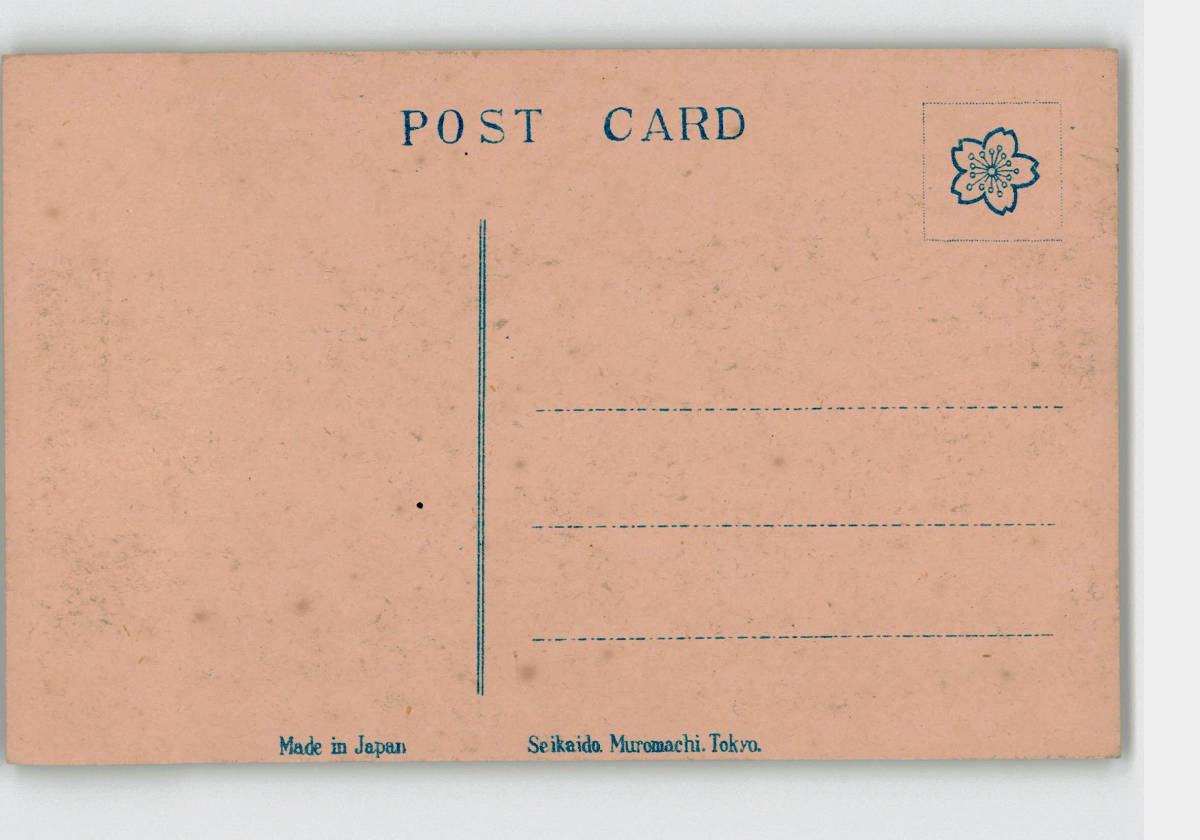 POST CARD
Made in Japan
Seikaido. Muromachi. Tokyo.